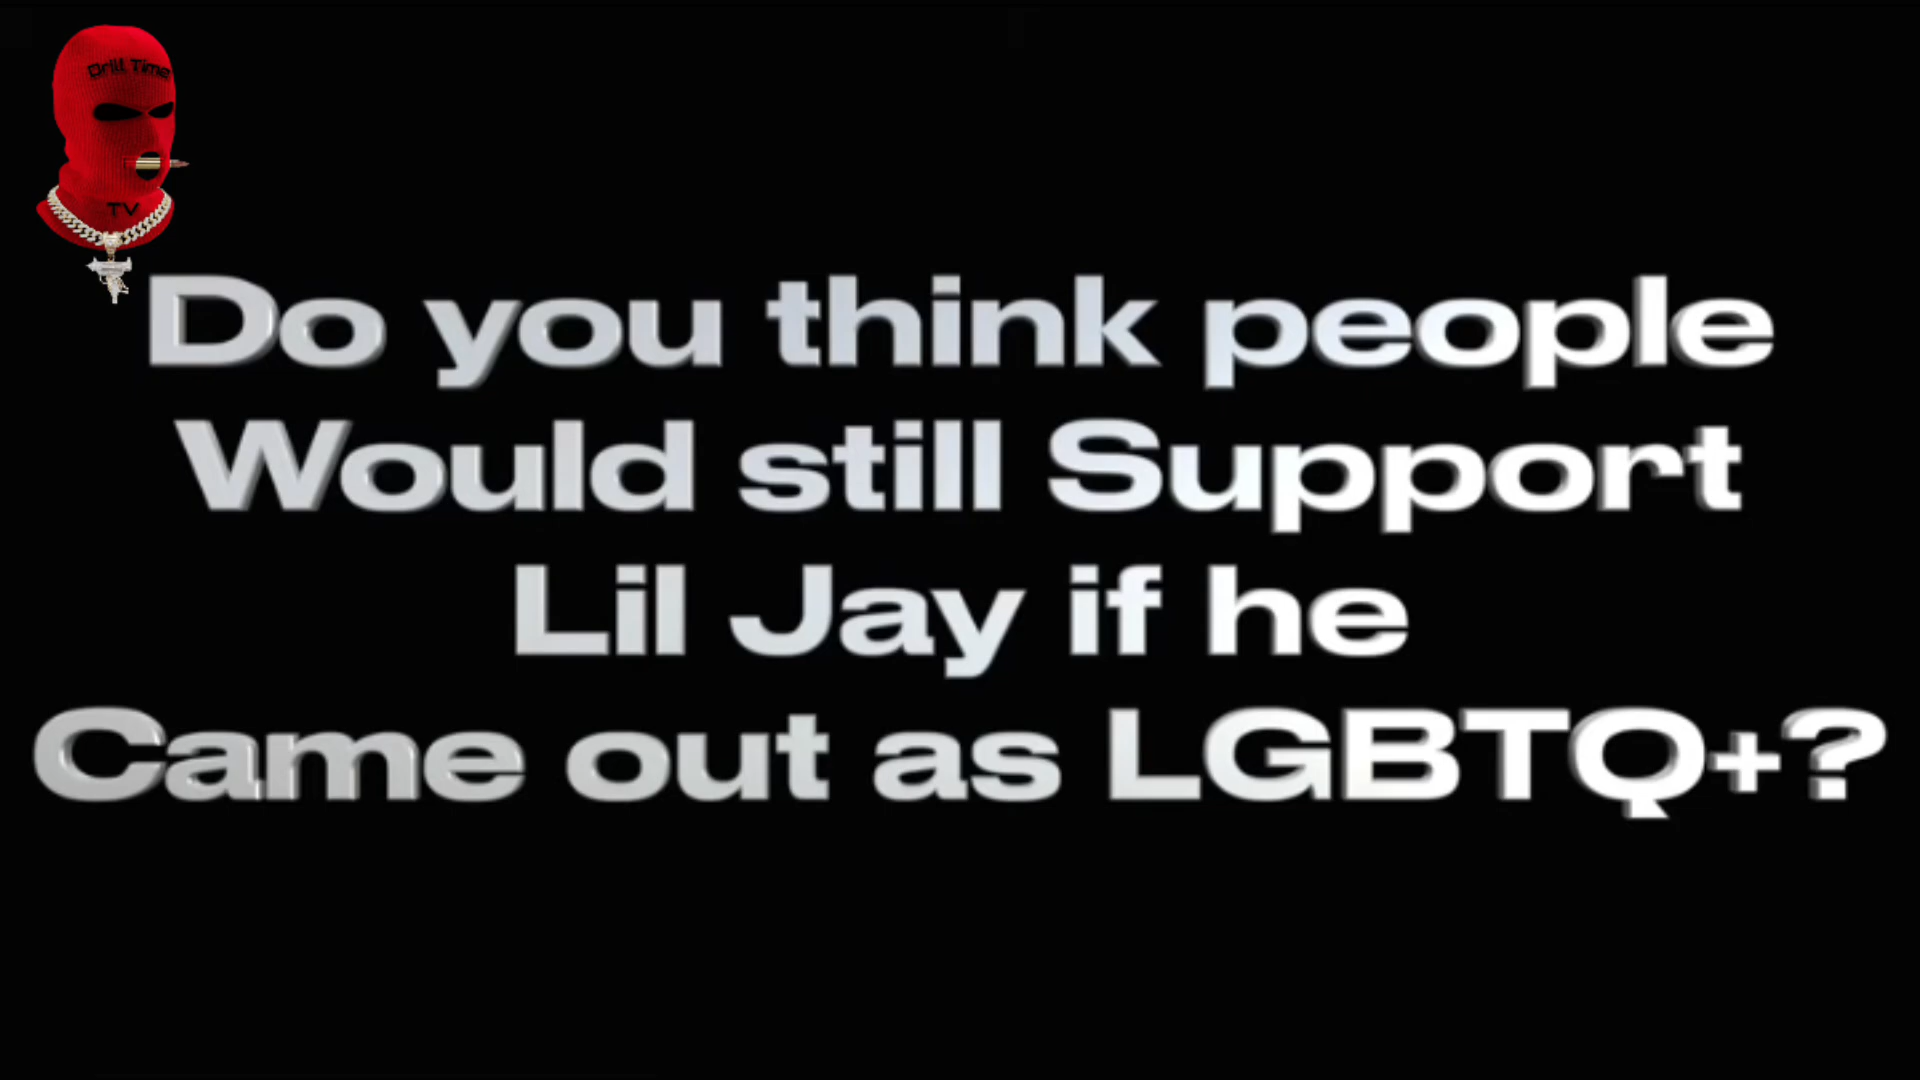 Drill Time
TV
Do you think people
Would still Support
Lil Jay if he
Came out as LGBTQ+?